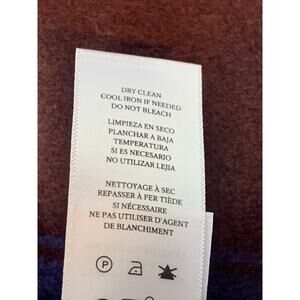 DRY CLEAN
COOL IRON IF NEEDED
DO NOT BLEACH
LIMPIEZA EN SECO
PLANCHAR A BAJA
TEMPERATURA
SI ES NECESARIO
NO UTILIZAR LEJIA
NETTOYAGE À SEC
REPASSER À FER TIÈDE
SI NÉCESSAIRE
NE PAS UTILISER D'AGENT
DE BLANCHIMENT
P